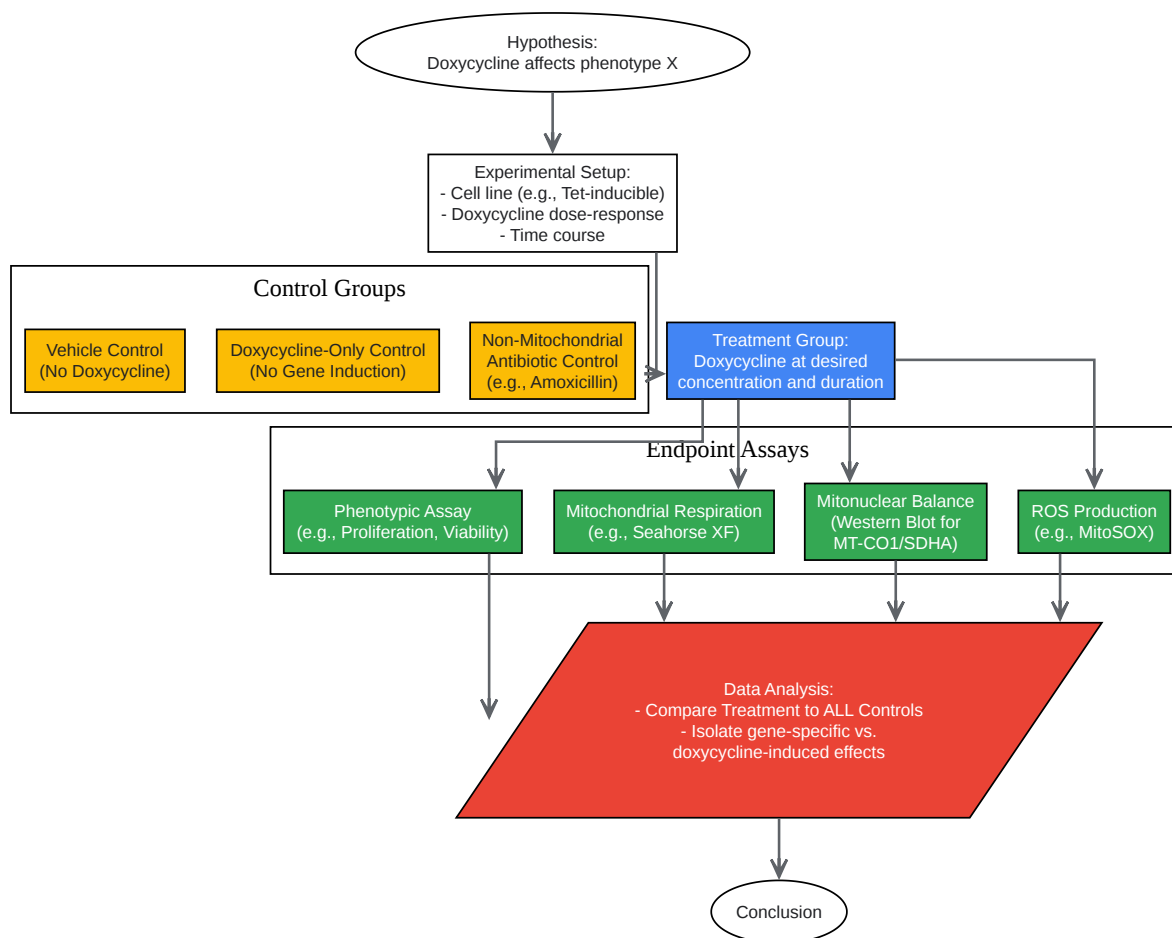 Hypothesis:
Doxycycline affects phenotype X
Experimental Setup:
- Cell line (e.g., Tet-inducible)
- Doxycycline dose-response
- Time course
Control Groups
Vehicle Control
(No Doxycycline)
Doxycycline-Only Control
(No Gene Induction)
Non-Mitochondrial
Antibiotic Control
(e.g., Amoxicillin)
Treatment Group:
Doxycycline at desired
concentration and duration
Endpoint Assays
Phenotypic Assay
(e.g., Proliferation, Viability)
Mitochondrial Respiration
(e.g., Seahorse XF)
Mitonuclear Balance
(Western Blot for
MT-CO1/SDHA)
ROS Production
(e.g., MitoSOX)
Data Analysis:
- Compare Treatment to ALL Controls
- Isolate gene-specific vs.
doxycycline-induced effects
Conclusion